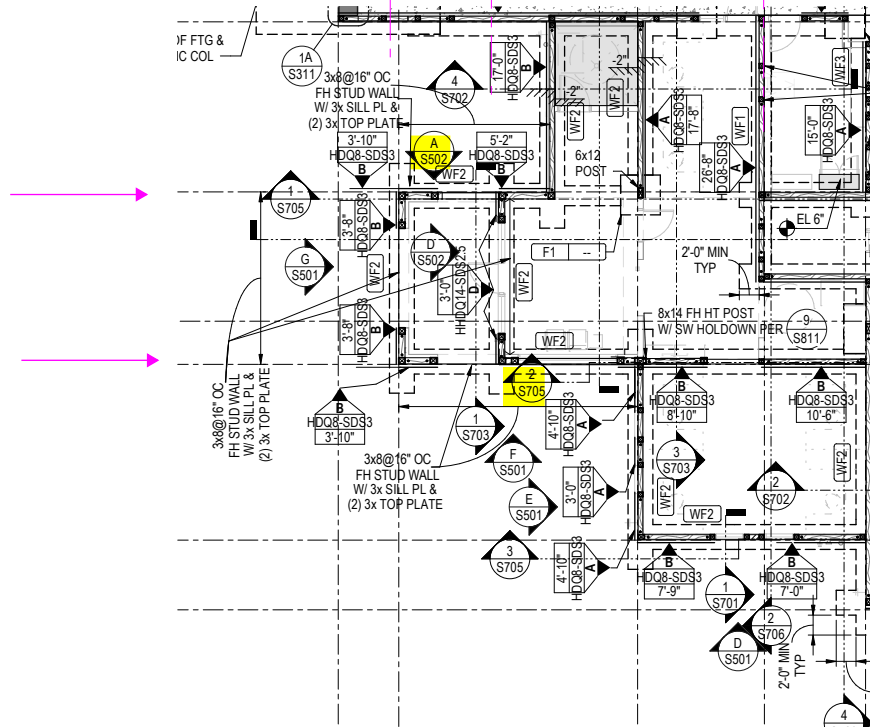 OF FTG &
IC COL
1A
S311
3x8@16" OC
FH STUD WALL
W/ 3x SILL PL &
(2) 3x TOP PLATE
4
S702
17'-0"
HDQ8-SDS3
B
-2"
-2"
WF2
WF2
HDQ8-SDS3
17'-8"
A
WF1
26'-8"
HDQ8-SDS3
A
WF3
15'-0"
HDQ8-SDS3
A
3'-10"
HDQ8-SDS3
B
A
S502
WF2
5'-2"
HDQ8-SDS3
B
6x12
POST
1
S705
3'-8"
HDQ8-SDS3
B
G
S501
WF2
D
S502
3'-0"
HHDQ14-SDS2.5
D
WF2
F1
--
2'-0" MIN
TYP
EL 6"
3'-8"
HDQ8-SDS3
B
WF2
8x14 FH HT POST
W/ SW HOLDOWN PER
9
S811
3x8@16" OC
FH STUD WALL
W/ 3x SILL PL &
(2) 3x TOP PLATE
B
HDQ8-SDS3
3'-10"
2
S705
1
S703
4'-10"
HDQ8-SDS3
A
B
HDQ8-SDS3
8'-10"
B
HDQ8-SDS3
10'-6"
3x8@16" OC
FH STUD WALL
W/ 3x SILL PL &
(2) 3x TOP PLATE
F
S501
3
S703
WF2
2
S702
WF2
E
S501
3'-0"
HDQ8-SDS3
A
WF2
3
S705
4'-10"
HDQ8-SDS3
A
B
HDQ8-SDS3
7'-9"
B
HDQ8-SDS3
7'-0"
1
S701
2
S706
D
S501
2'-0" MIN
TYP
4